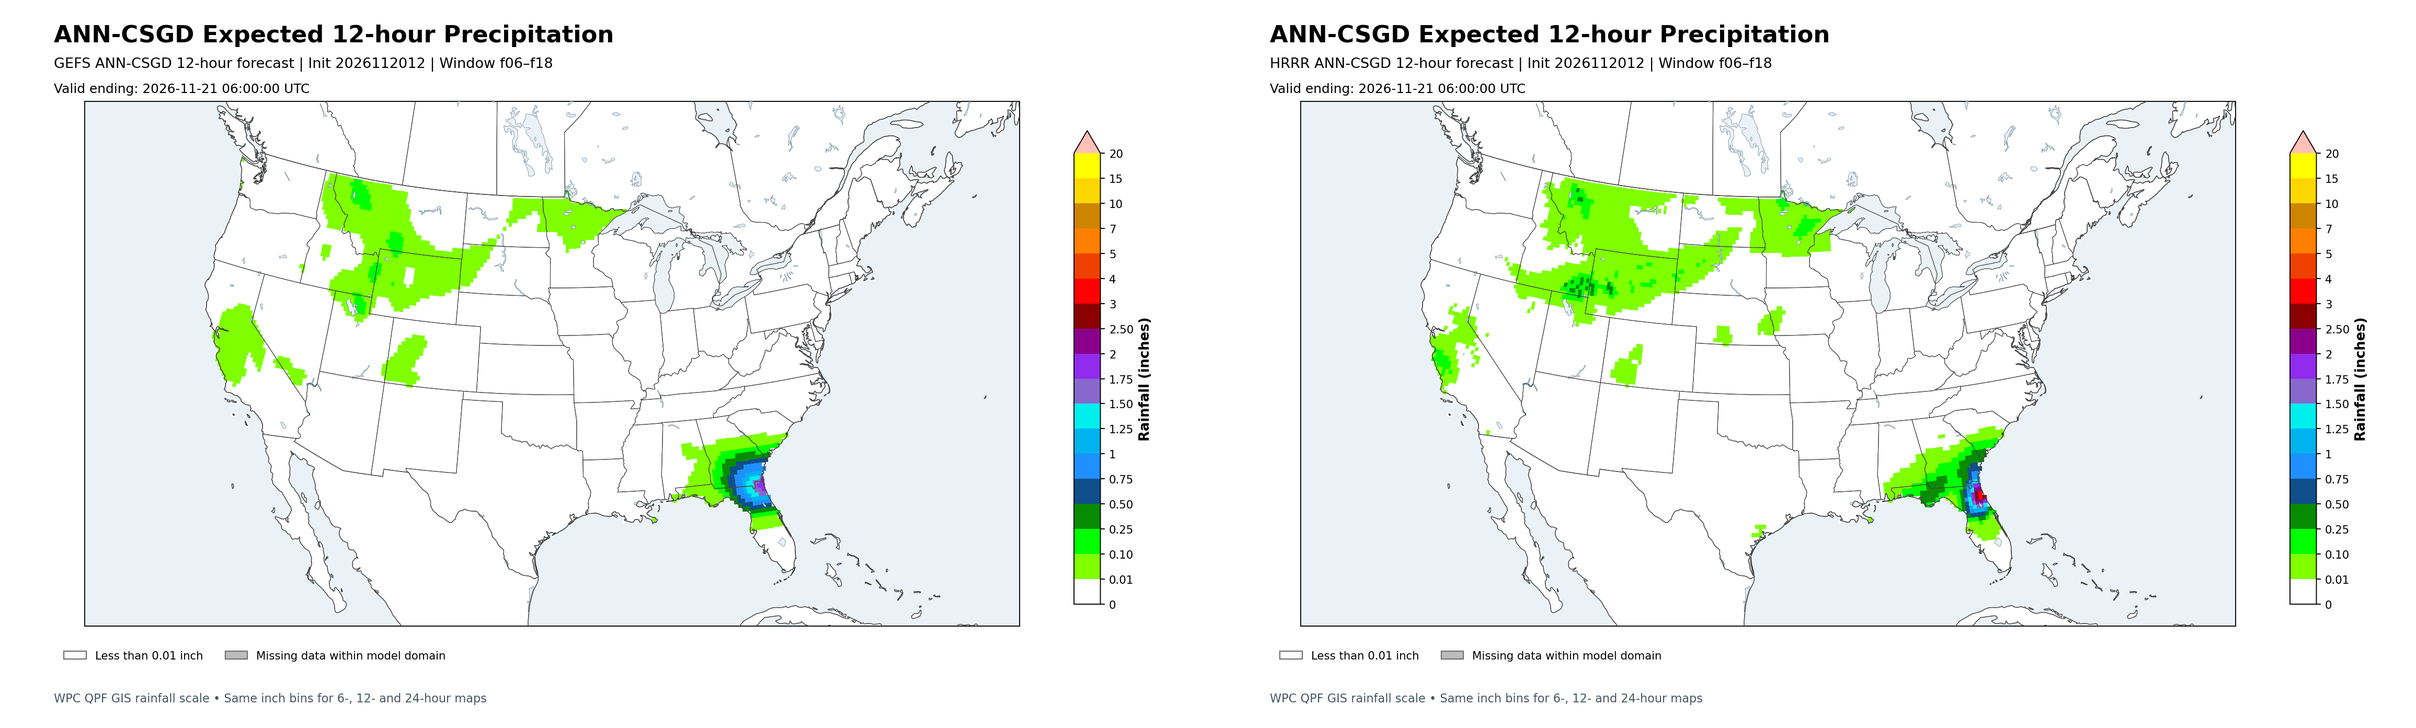 ANN-CSGD Expected 12-hour Precipitation
GEFS ANN-CSGD 12-hour forecast | Init 2026112012 | Window f06–f18
Valid ending: 2026-11-21 06:00:00 UTC
20
15
10
7
5
4
3
2.50
2
1.75
1.50
1.25
1
0.75
0.50
0.25
0.10
0.01
0
Rainfall (inches)
Less than 0.01 inch
Missing data within model domain
WPC QPF GIS rainfall scale • Same inch bins for 6-, 12- and 24-hour maps
ANN-CSGD Expected 12-hour Precipitation
HRRR ANN-CSGD 12-hour forecast | Init 2026112012 | Window f06–f18
Valid ending: 2026-11-21 06:00:00 UTC
20
15
10
7
5
4
3
2.50
2
1.75
1.50
1.25
1
0.75
0.50
0.25
0.10
0.01
0
Rainfall (inches)
Less than 0.01 inch
Missing data within model domain
WPC QPF GIS rainfall scale • Same inch bins for 6-, 12- and 24-hour maps